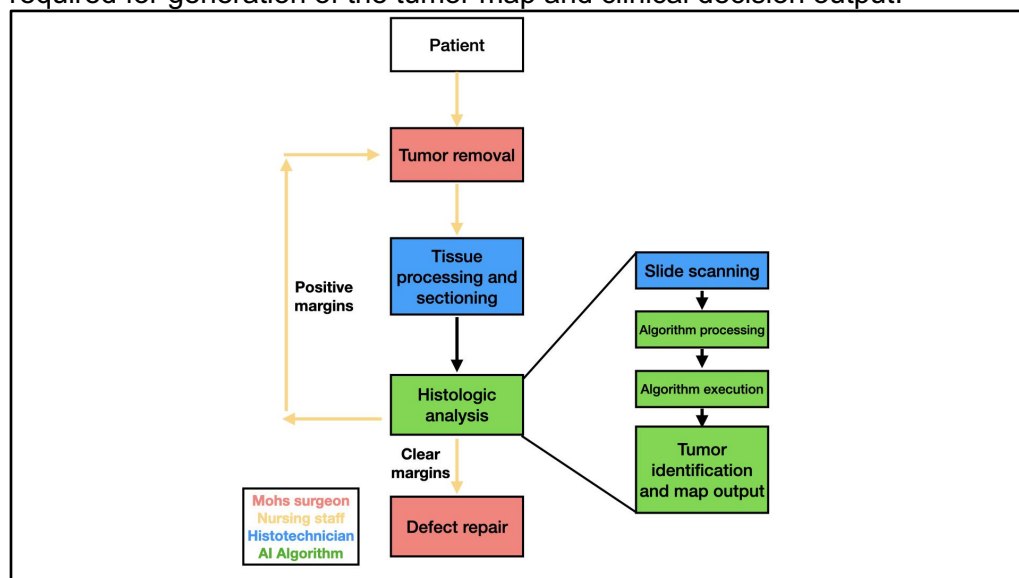 required for generation of the tumor map and clinical decision output.
Patient
Tumor removal
Tissue
processing and
sectioning
Positive
margins
Histologic
analysis
Clear
margins
Defect repair
Slide scanning
Algorithm processing
Algorithm execution
Tumor
identification
and map output
Mohs surgeon
Nursing staff
Histotechnician
AI Algorithm